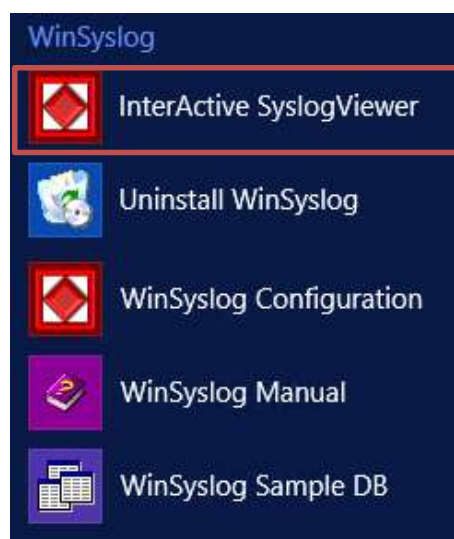 WinSyslog
InterActive SyslogViewer
Uninstall WinSyslog
WinSyslog Configuration
WinSyslog Manual
WinSyslog Sample DB